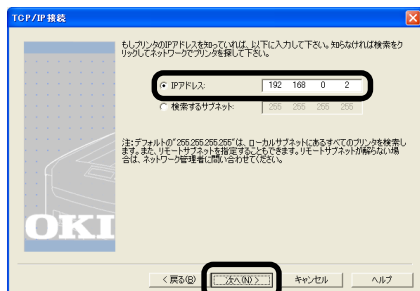 TCP/IP 接続
もしプリンタのIPアドレスを知っていれば、以下に入力して下さい。知らなければ検索をク
リックしてネットワークでプリンタを探して下さい。
IPアドレス: 192 168 0 2
検索するサブネット: 255 255 255 255
注:デフォルトの"255.255.255.255"は、ローカルサブネットにあるすべてのプリンタを検索し
ます。また、リモートサブネットを指定することもできます。リモートサブネットが解らない場
合は、ネットワーク管理者に問い合わせてください。
OKI
< 戻る(B) 次へ(N) > キャンセル ヘルプ